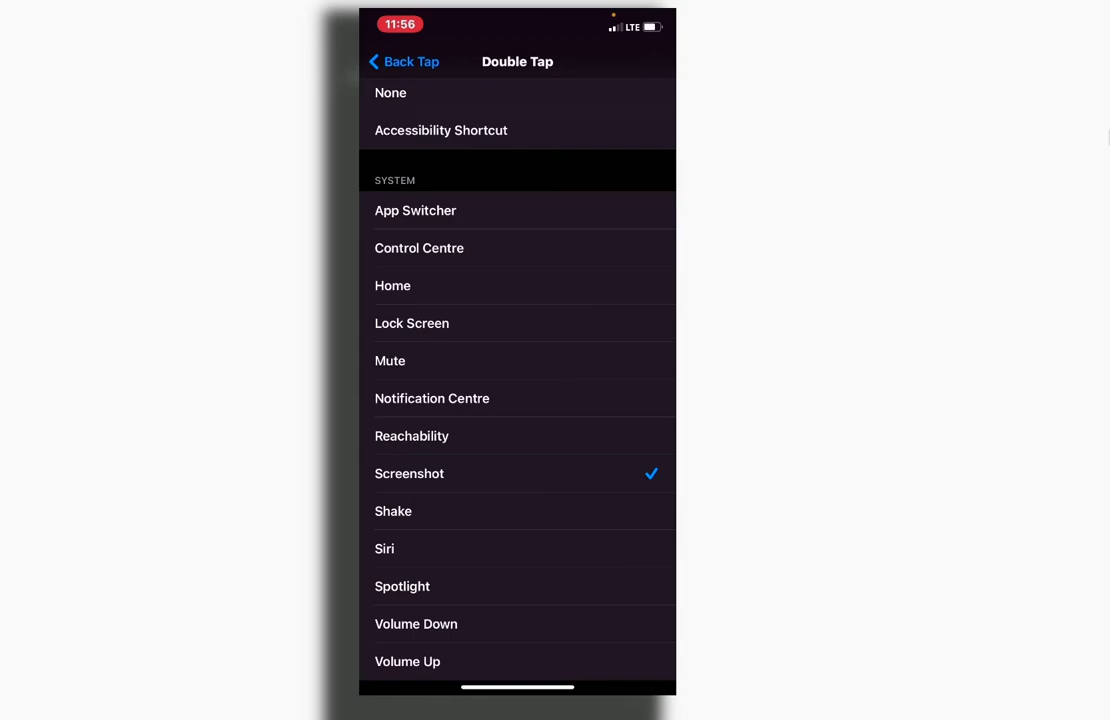 11:56
LTE
Back Tap
Double Tap
None
Accessibility Shortcut
SYSTEM
App Switcher
Control Centre
Home
Lock Screen
Mute
Notification Centre
Reachability
Screenshot
Shake
Siri
Spotlight
Volume Down
Volume Up